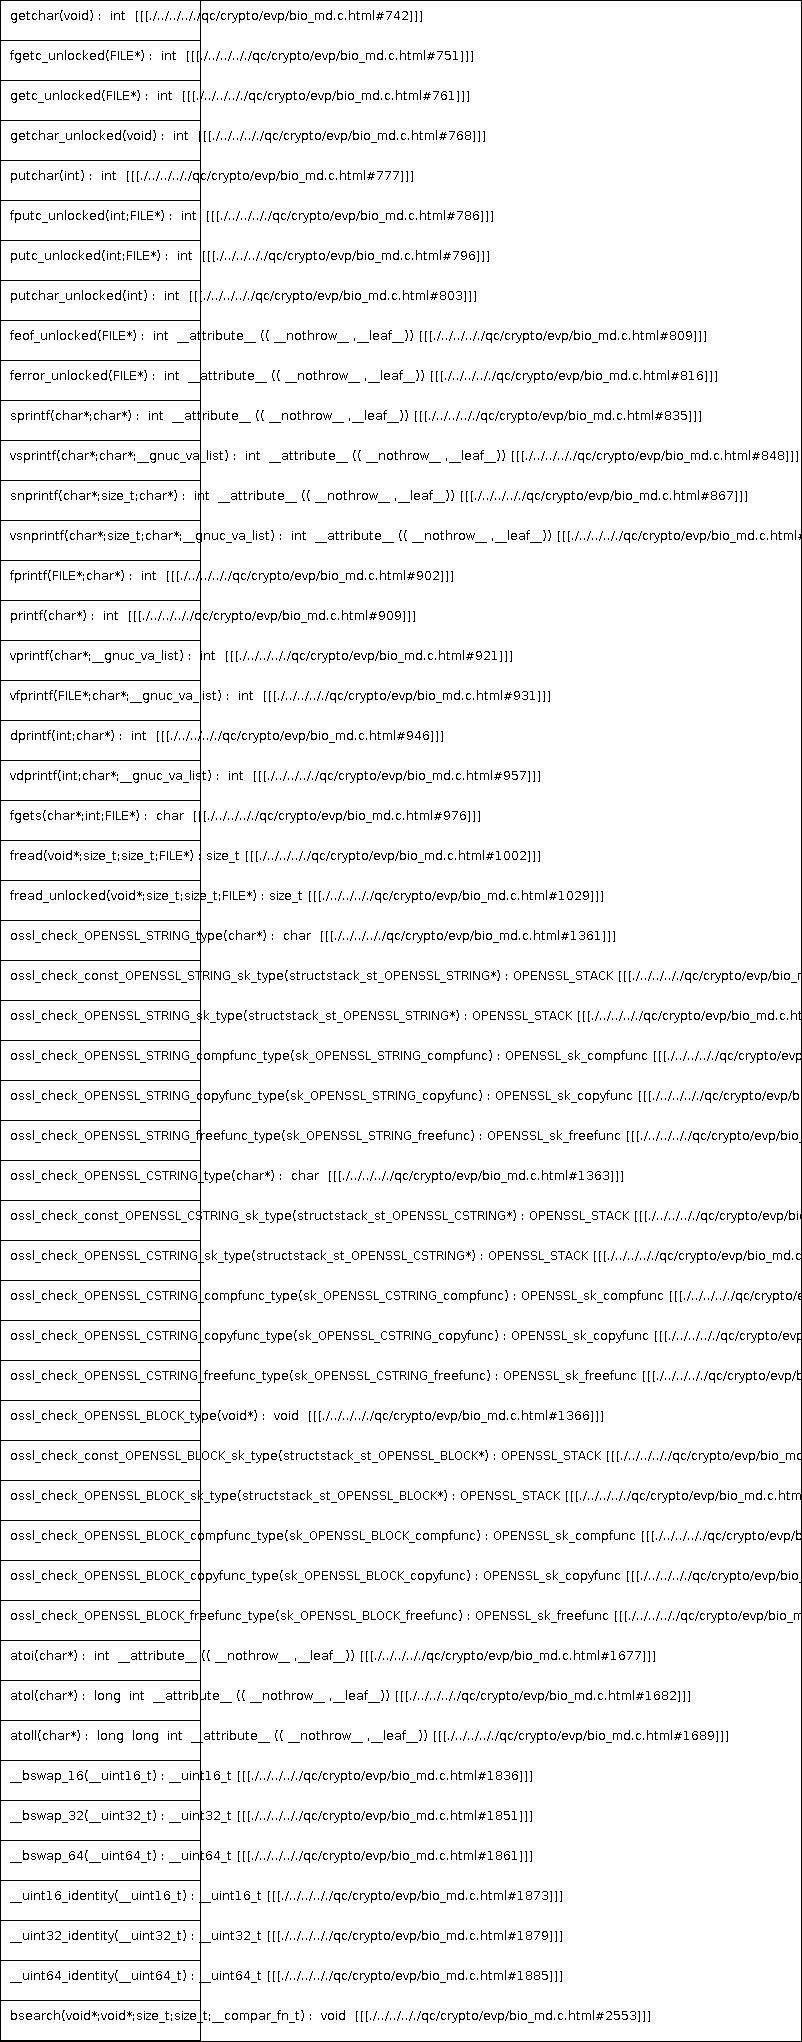 getchar(void) : int [[[./../../.././qc/crypto/evp/bio_md.c.html#742]]]
fgetc_unlocked(FILE*) : int [[[./../../.././qc/crypto/evp/bio_md.c.html#751]]]
getc_unlocked(FILE*) : int [[[./../../.././qc/crypto/evp/bio_md.c.html#761]]]
getchar_unlocked(void) : int [[[./../../.././qc/crypto/evp/bio_md.c.html#768]]]
putchar(int) : int [[[./../../.././qc/crypto/evp/bio_md.c.html#777]]]
fputc_unlocked(int;FILE*) : int [[[./../../.././qc/crypto/evp/bio_md.c.html#786]]]
putc_unlocked(int;FILE*) : int [[[./../../.././qc/crypto/evp/bio_md.c.html#796]]]
putchar_unlocked(int) : int [[[./../../.././qc/crypto/evp/bio_md.c.html#803]]]
feof_unlocked(FILE*) : int __attribute__ (( __nothrow__ ,__leaf__)) [[[./../../.././qc/crypto/evp/bio_md.c.html#809]]]
ferror_unlocked(FILE*) : int __attribute__ (( __nothrow__ ,__leaf__)) [[[./../../.././qc/crypto/evp/bio_md.c.html#816]]]
sprintf(char*;char*) : int __attribute__ (( __nothrow__ ,__leaf__)) [[[./../../.././qc/crypto/evp/bio_md.c.html#835]]]
vsprintf(char*;char*;__gnuc_va_list) : int __attribute__ (( __nothrow__ ,__leaf__)) [[[./../../.././qc/crypto/evp/bio_md.c.html#848]]]
snprintf(char*;size_t;char*) : int __attribute__ (( __nothrow__ ,__leaf__)) [[[./../../.././qc/crypto/evp/bio_md.c.html#867]]]
vsnprintf(char*;size_t;char*;__gnuc_va_list) : int __attribute__ (( __nothrow__ ,__leaf__)) [[[./../../.././qc/crypto/evp/bio_md.c.html#
fprintf(FILE*;char*) : int [[[./../../.././qc/crypto/evp/bio_md.c.html#902]]]
printf(char*) : int [[[./../../.././qc/crypto/evp/bio_md.c.html#909]]]
vprintf(char*;__gnuc_va_list) : int [[[./../../.././qc/crypto/evp/bio_md.c.html#921]]]
vfprintf(FILE*;char*;__gnuc_va_list) : int [[[./../../.././qc/crypto/evp/bio_md.c.html#931]]]
dprintf(int;char*) : int [[[./../../.././qc/crypto/evp/bio_md.c.html#946]]]
vdprintf(int;char*;__gnuc_va_list) : int [[[./../../.././qc/crypto/evp/bio_md.c.html#957]]]
fgets(char*;int;FILE*) : char [[[./../../.././qc/crypto/evp/bio_md.c.html#976]]]
fread(void*;size_t;size_t;FILE*) : size_t [[[./../../.././qc/crypto/evp/bio_md.c.html#1002]]]
fread_unlocked(void*;size_t;size_t;FILE*) : size_t [[[./../../.././qc/crypto/evp/bio_md.c.html#1029]]]
ossl_check_OPENSSL_STRING_type(char*) : char [[[./../../.././qc/crypto/evp/bio_md.c.html#1361]]]
ossl_check_const_OPENSSL_STRING_sk_type(structstack_st_OPENSSL_STRING*) : OPENSSL_STACK [[[./../../.././qc/crypto/evp/bio_m
ossl_check_OPENSSL_STRING_sk_type(structstack_st_OPENSSL_STRING*) : OPENSSL_STACK [[[./../../.././qc/crypto/evp/bio_md.c.ht
ossl_check_OPENSSL_STRING_compfunc_type(sk_OPENSSL_STRING_compfunc) : OPENSSL_sk_compfunc [[[./../../.././qc/crypto/evp
ossl_check_OPENSSL_STRING_copyfunc_type(sk_OPENSSL_STRING_copyfunc) : OPENSSL_sk_copyfunc [[[./../../.././qc/crypto/evp/b
ossl_check_OPENSSL_STRING_freefunc_type(sk_OPENSSL_STRING_freefunc) : OPENSSL_sk_freefunc [[[./../../.././qc/crypto/evp/bio_
ossl_check_OPENSSL_CSTRING_type(char*) : char [[[./../../.././qc/crypto/evp/bio_md.c.html#1363]]]
ossl_check_const_OPENSSL_CSTRING_sk_type(structstack_st_OPENSSL_CSTRING*) : OPENSSL_STACK [[[./../../.././qc/crypto/evp/bio
ossl_check_OPENSSL_CSTRING_sk_type(structstack_st_OPENSSL_CSTRING*) : OPENSSL_STACK [[[./../../.././qc/crypto/evp/bio_md.c
ossl_check_OPENSSL_CSTRING_compfunc_type(sk_OPENSSL_CSTRING_compfunc) : OPENSSL_sk_compfunc [[[./../../.././qc/crypto/e
ossl_check_OPENSSL_CSTRING_copyfunc_type(sk_OPENSSL_CSTRING_copyfunc) : OPENSSL_sk_copyfunc [[[./../../.././qc/crypto/evp
ossl_check_OPENSSL_CSTRING_freefunc_type(sk_OPENSSL_CSTRING_freefunc) : OPENSSL_sk_freefunc [[[./../../.././qc/crypto/evp/b
ossl_check_OPENSSL_BLOCK_type(void*) : void [[[./../../.././qc/crypto/evp/bio_md.c.html#1366]]]
ossl_check_const_OPENSSL_BLOCK_sk_type(structstack_st_OPENSSL_BLOCK*) : OPENSSL_STACK [[[./../../.././qc/crypto/evp/bio_md
ossl_check_OPENSSL_BLOCK_sk_type(structstack_st_OPENSSL_BLOCK*) : OPENSSL_STACK [[[./../../.././qc/crypto/evp/bio_md.c.htm
ossl_check_OPENSSL_BLOCK_compfunc_type(sk_OPENSSL_BLOCK_compfunc) : OPENSSL_sk_compfunc [[[./../../.././qc/crypto/evp/b
ossl_check_OPENSSL_BLOCK_copyfunc_type(sk_OPENSSL_BLOCK_copyfunc) : OPENSSL_sk_copyfunc [[[./../../.././qc/crypto/evp/bio_
ossl_check_OPENSSL_BLOCK_freefunc_type(sk_OPENSSL_BLOCK_freefunc) : OPENSSL_sk_freefunc [[[./../../.././qc/crypto/evp/bio_m
atoi(char*) : int __attribute__ (( __nothrow__ ,__leaf__)) [[[./../../.././qc/crypto/evp/bio_md.c.html#1677]]]
atol(char*) : long int __attribute__ (( __nothrow__ ,__leaf__)) [[[./../../.././qc/crypto/evp/bio_md.c.html#1682]]]
atoll(char*) : long long int __attribute__ (( __nothrow__ ,__leaf__)) [[[./../../.././qc/crypto/evp/bio_md.c.html#1689]]]
__bswap_16(__uint16_t) : __uint16_t [[[./../../.././qc/crypto/evp/bio_md.c.html#1836]]]
__bswap_32(__uint32_t) : __uint32_t [[[./../../.././qc/crypto/evp/bio_md.c.html#1851]]]
__bswap_64(__uint64_t) : __uint64_t [[[./../../.././qc/crypto/evp/bio_md.c.html#1861]]]
__uint16_identity(__uint16_t) : __uint16_t [[[./../../.././qc/crypto/evp/bio_md.c.html#1873]]]
__uint32_identity(__uint32_t) : __uint32_t [[[./../../.././qc/crypto/evp/bio_md.c.html#1879]]]
__uint64_identity(__uint64_t) : __uint64_t [[[./../../.././qc/crypto/evp/bio_md.c.html#1885]]]
bsearch(void*;void*;size_t;size_t;__compar_fn_t) : void [[[./../../.././qc/crypto/evp/bio_md.c.html#2553]]]